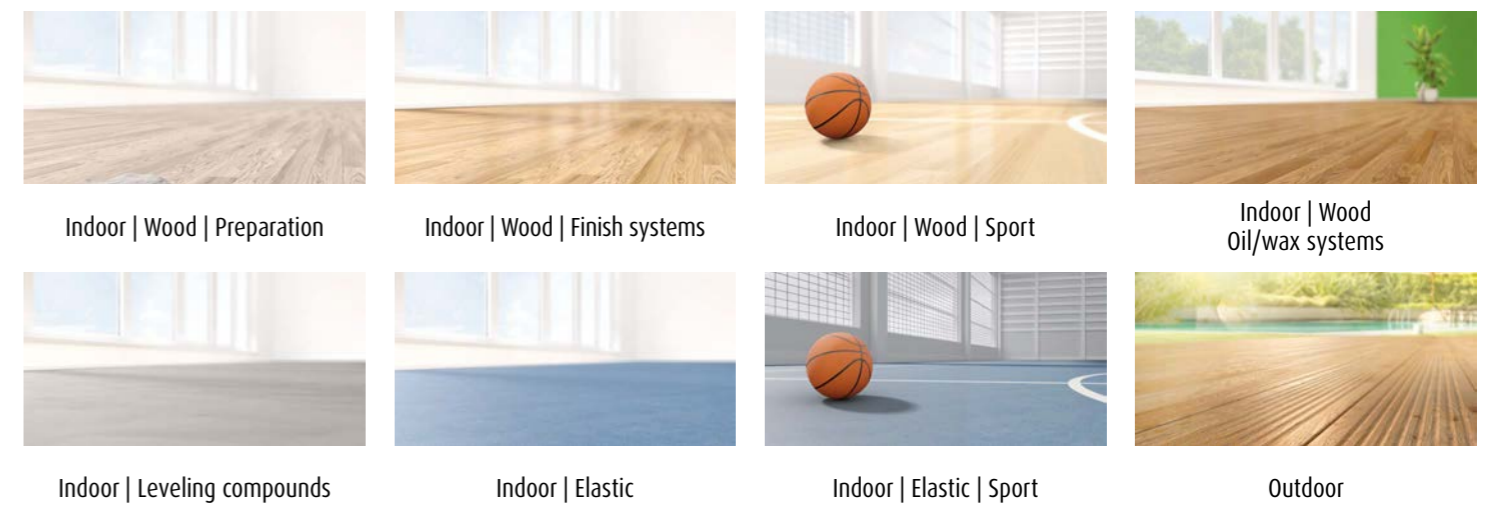 Indoor | Wood | Preparation
Indoor | Wood | Finish systems
Indoor | Wood | Sport
Indoor | Wood
Oil/wax systems
Indoor | Leveling compounds
Indoor | Elastic
Indoor | Elastic | Sport
Outdoor